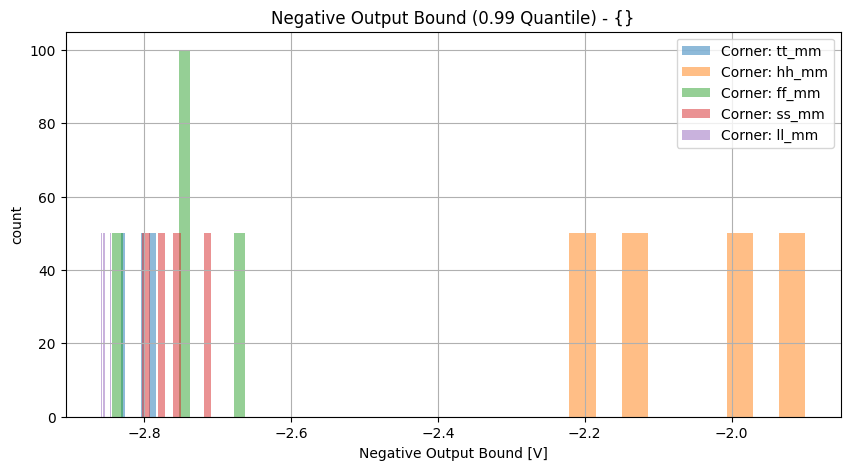 Negative Output Bound (0.99 Quantile) - {}
100
80
60
40
20
0
count
Corner: tt_mm
Corner: hh_mm
Corner: ff_mm
Corner: ss_mm
Corner: ll_mm
−2.8 −2.6 −2.4 −2.2 −2.0
Negative Output Bound [V]